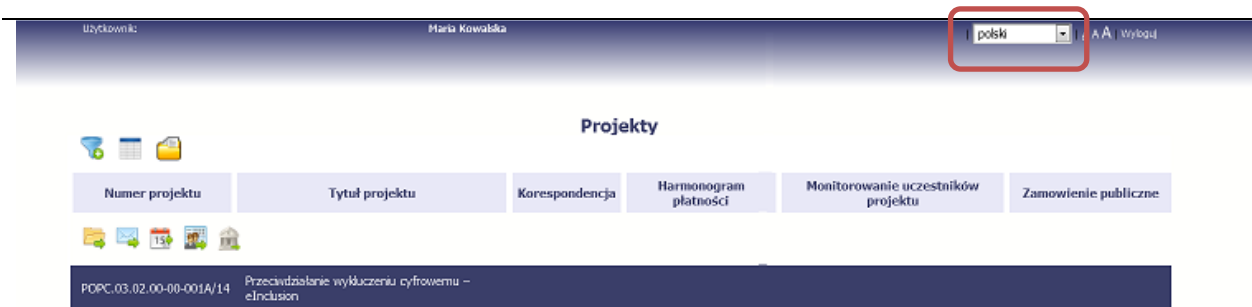 Użytkownik: Maria Kowalska | polski | A A A | Wyloguj
Projekty
Numer projektu Tytuł projektu Korespondencja Harmonogram płatności Monitorowanie uczestników projektu Zamowienie publiczne
15
POPC.03.02.00-00-001A/14 Przeciwdziałanie wykluczeniu cyfrowemu –
eInclusion